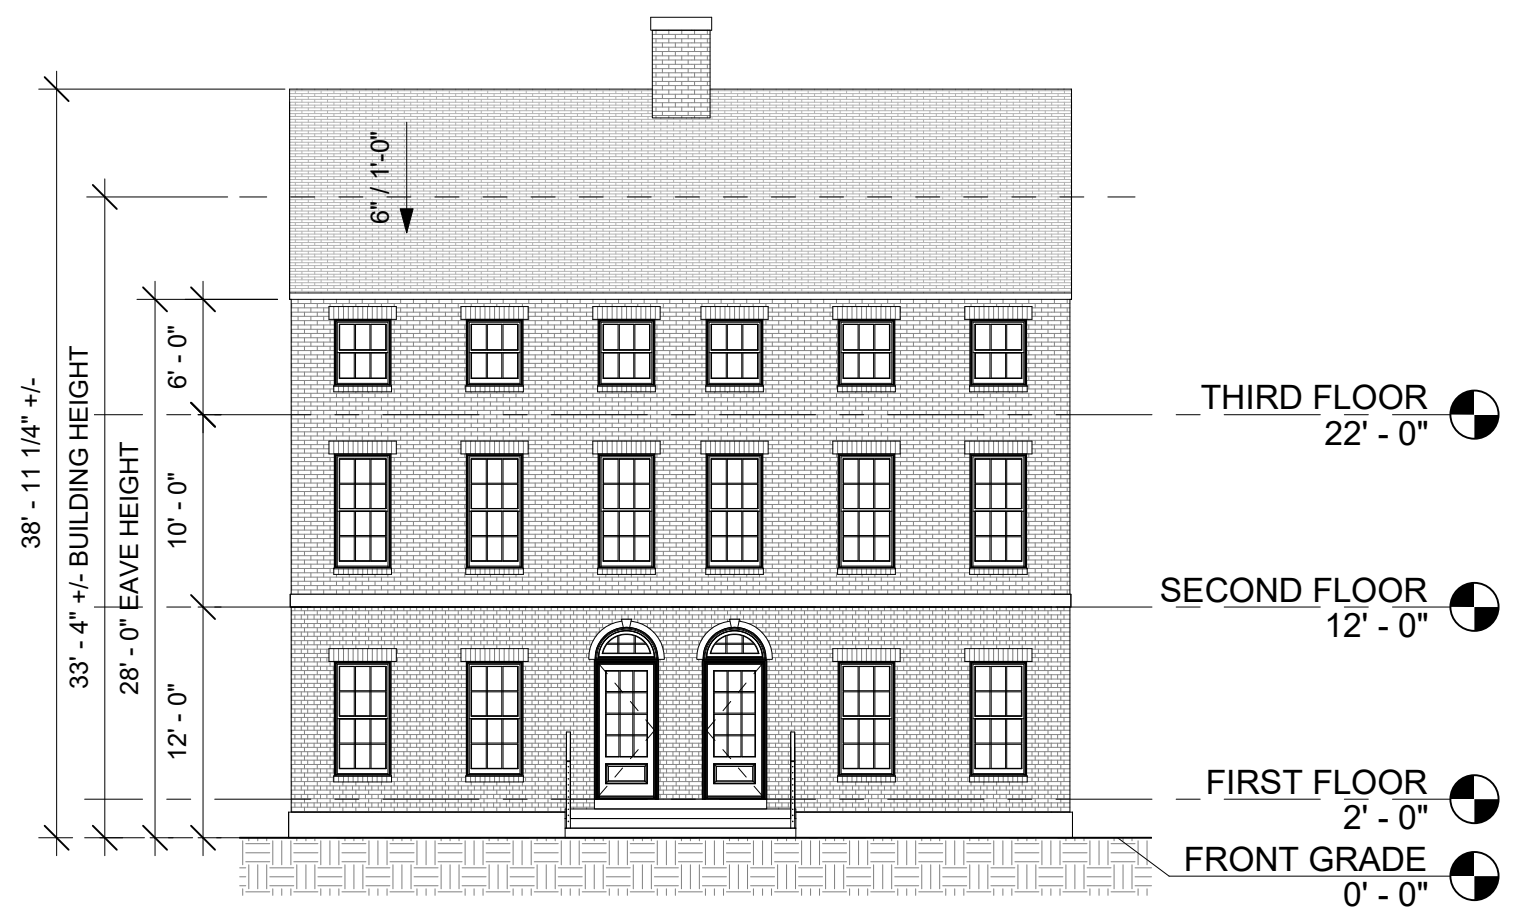 6" / 1'-0"
38' - 11 1/4" +/-
33' - 4" +/- BUILDING HEIGHT
28' - 0" EAVE HEIGHT
6' - 0"
10' - 0"
12' - 0"
THIRD FLOOR
22' - 0"
SECOND FLOOR
12' - 0"
FIRST FLOOR
2' - 0"
FRONT GRADE
0' - 0"